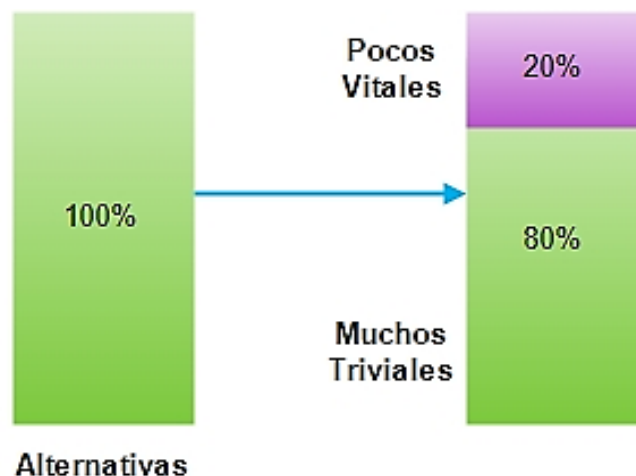 Pocos
Vitales
20%
100%
80%
Muchos
Triviales
Alternativas